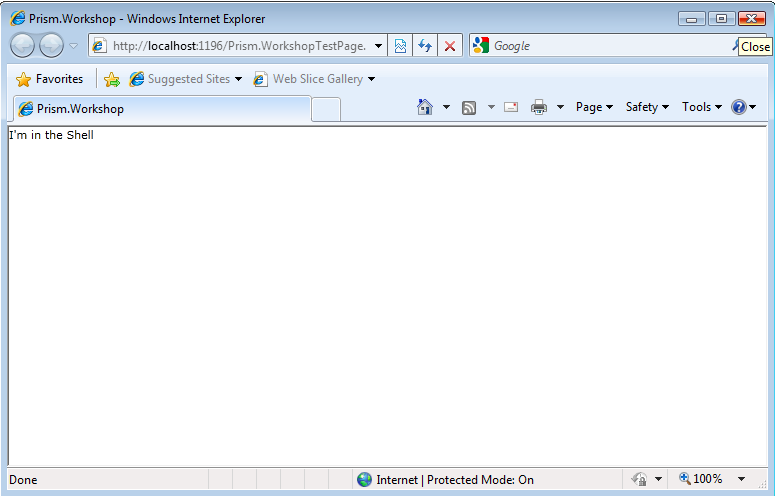 Prism.Workshop - Windows Internet Explorer
http://localhost:1196/Prism.WorkshopTestPage.
Google
Close
Favorites
Suggested Sites
Web Slice Gallery
Prism.Workshop
Page
Safety
Tools
I'm in the Shell
Done
Internet | Protected Mode: On
100%